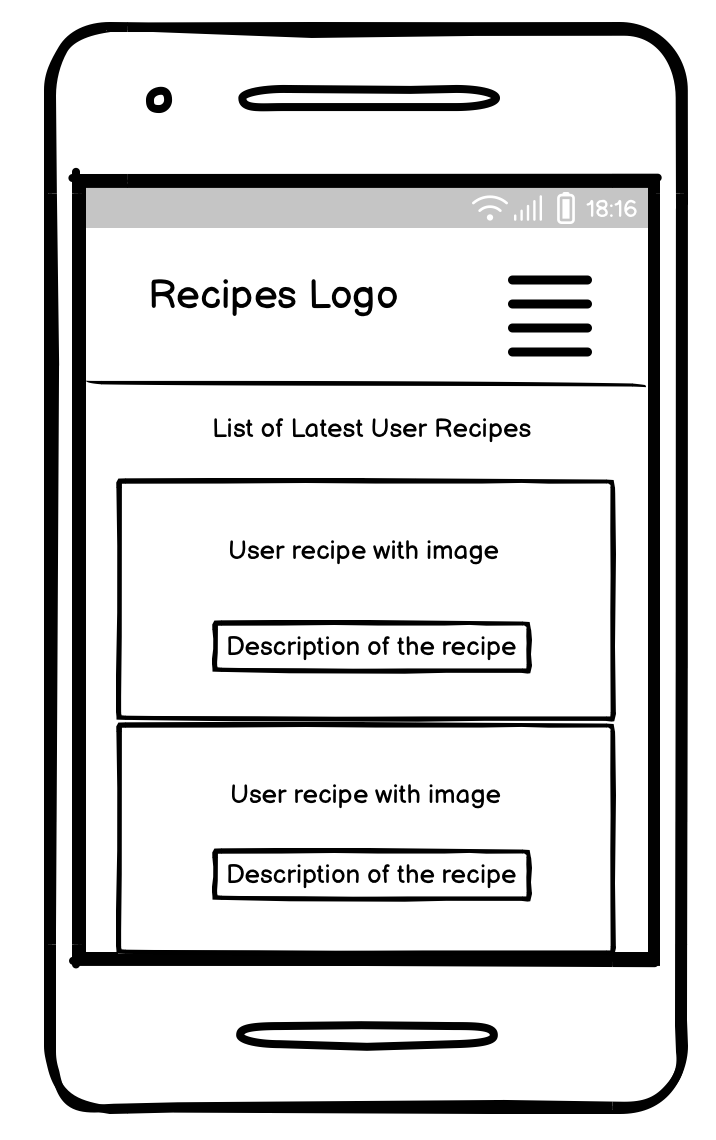 18:16
Recipes Logo
List of Latest User Recipes
User recipe with image
Description of the recipe
User recipe with image
Description of the recipe